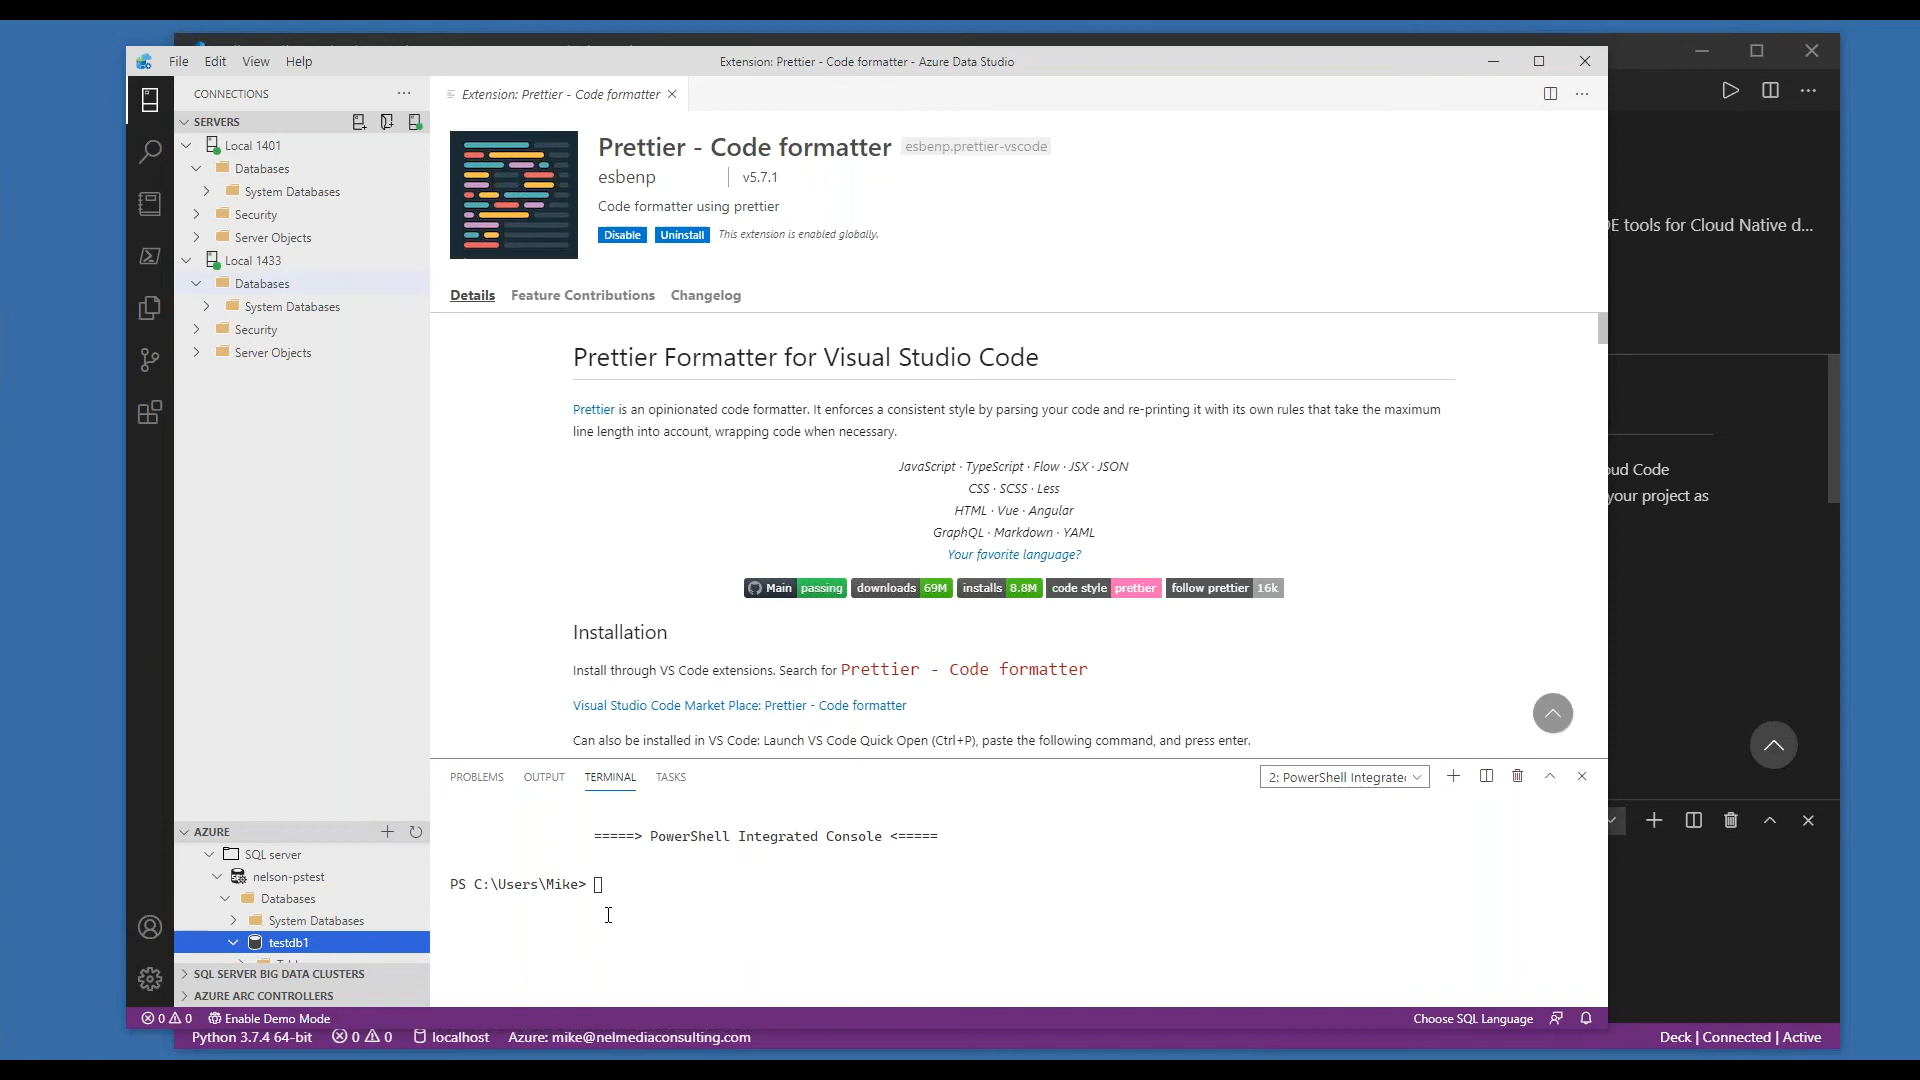 File Edit View Help
Extension: Prettier - Code formatter - Azure Data Studio
CONNECTIONS
SERVERS
Local 1401
Databases
System Databases
Security
Server Objects
Local 1433
Databases
System Databases
Security
Server Objects
AZURE
SQL server
nelson-pstest
Databases
System Databases
testdb1
SQL SERVER BIG DATA CLUSTERS
AZURE ARC CONTROLLERS
Extension: Prettier - Code formatter
Prettier - Code formatter esbenp.prettier-vscode
esbenp v5.7.1
Code formatter using prettier
Disable Uninstall This extension is enabled globally.
Details Feature Contributions Changelog
Prettier Formatter for Visual Studio Code
Prettier is an opinionated code formatter. It enforces a consistent style by parsing your code and re-printing it with its own rules that take the maximum
line length into account, wrapping code when necessary.
JavaScript · TypeScript · Flow · JSX · JSON
CSS · SCSS · Less
HTML · Vue · Angular
GraphQL · Markdown · YAML
Your favorite language?
Main passing downloads 69M installs 8.8M code style prettier follow prettier 16k
Installation
Install through VS Code extensions. Search for Prettier - Code formatter
Visual Studio Code Market Place: Prettier - Code formatter
Can also be installed in VS Code: Launch VS Code Quick Open (Ctrl+P), paste the following command, and press enter.
PROBLEMS OUTPUT TERMINAL TASKS 2: PowerShell Integrate
=====> PowerShell Integrated Console <=====
PS C:\Users\Mike>
0 0 Enable Demo Mode Choose SQL Language
E tools for Cloud Native d...
oud Code
your project as
Python 3.7.4 64-bit 0 0 localhost Azure: mike@nelmediaconsulting.com Deck | Connected | Active